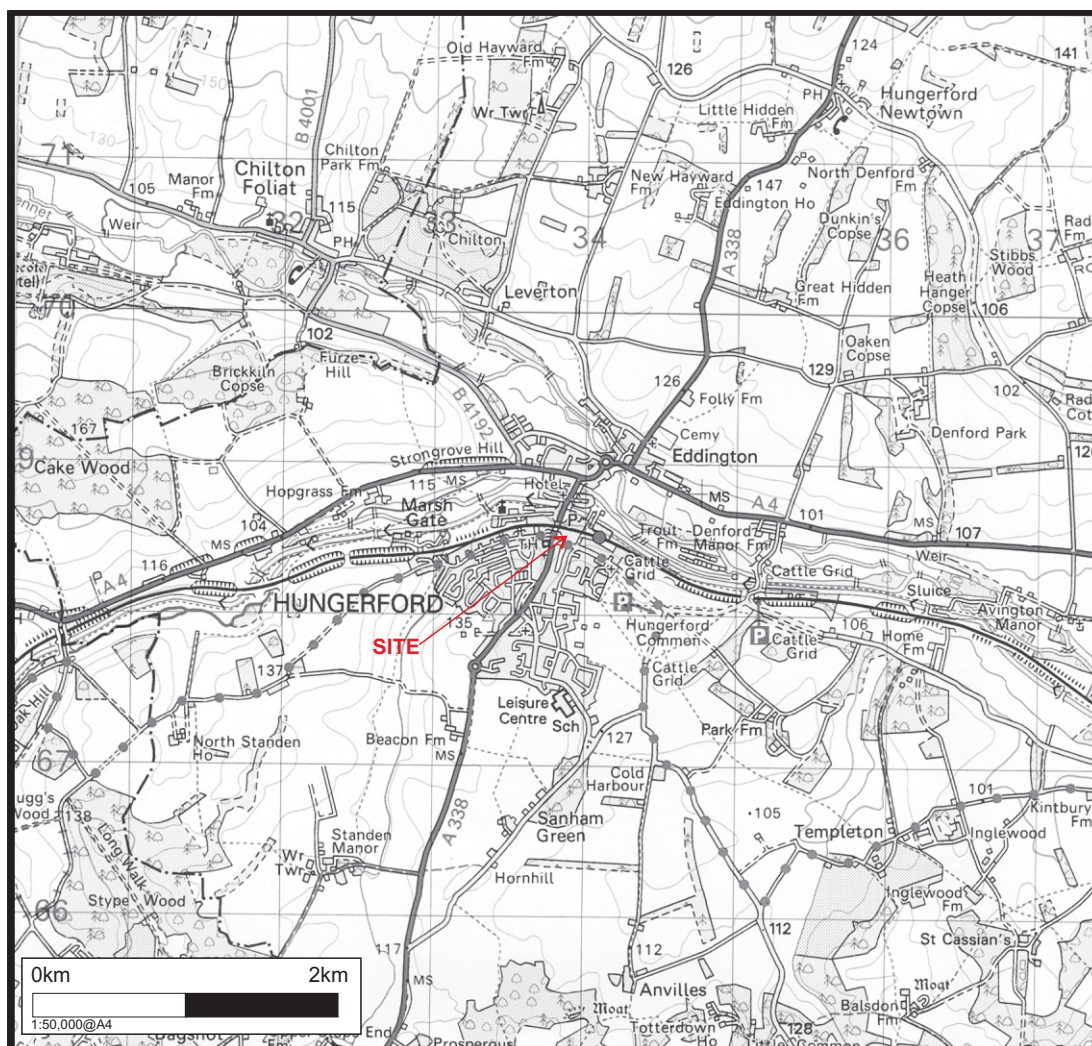 124
141
Old Hayward
Fm
126
Hungerford
Newtown
PH
Little Hidden
Fm
150
B 4001
Wr Twr
130
71
Chilton
Park Fm
Chilton
Foliat
Manor
Fm
105
115
32
33
34
36
37
New Hayward
Fm
147
Eddington Ho
North Denford
Fm
Dunkin's
Copse
Weir
PH
Chilton
A 338
Stibbs
Wood
Leverton
Great Hidden
Fm
Heath
Hanger
Copse
106
102
Furze
Hill
Oaken
Copse
Brickkiln
Copse
B 4192
126
129
102
Folly Fm
167
Cemy
Denford Park
Cake Wood
Strongrove Hill
Eddington
Hopgrass Fm
115
MS
Hotel
MS
A 4
101
107
MS
104
Marsh
Gate
P
Trout
Fm
Denford
Manor Fm
116
MS
A 4
TH
Weir
Cattle
Grid
Cattle Grid
Sluice
HUNGERFORD
P
Avington
Manor
135
SITE
Hungerford
Common
P
Cattle
Grid
106
Home
Fm
137
Cattle
Grid
Leisure
Centre
Sch
67
North Standen
Ho
Beacon Fm
MS
127
Park Fm
Cold
Harbour
138
Long Walk
101
Kintbury
Fm
105
Sanham
Green
Templeton
Inglewood
A 338
Standen
Manor
Wr
Twr
Hornhill
Inglewood
Fm
66
Stype Wood
112
112
St Cassian's
117
MS
Anvilles
Moat
Moat
Balsdon
Fm
Totterdown
Ho
128
0km 2km
1:50,000@A4